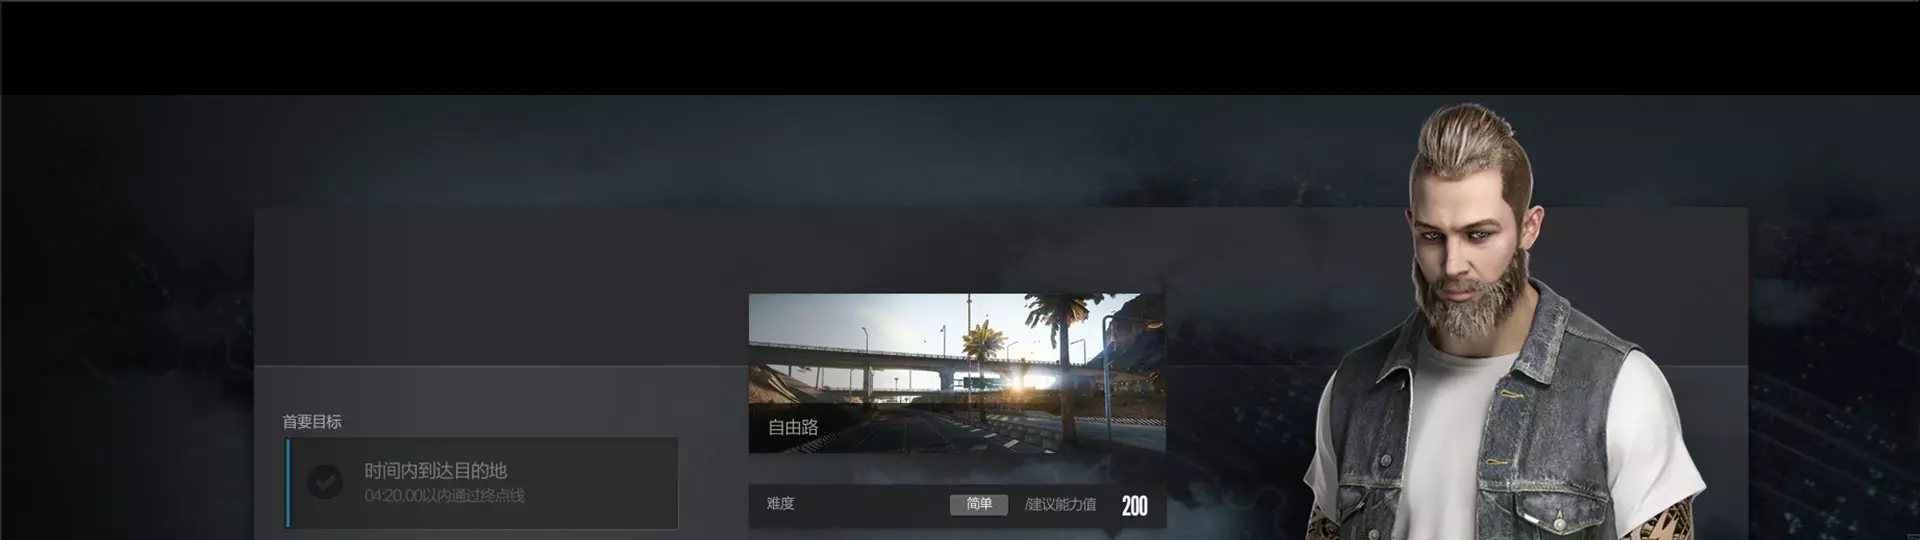 自由路
首要目标
时间内到达目的地
04:20.00以内通过终点线
难度
简单
/建议能力值
200